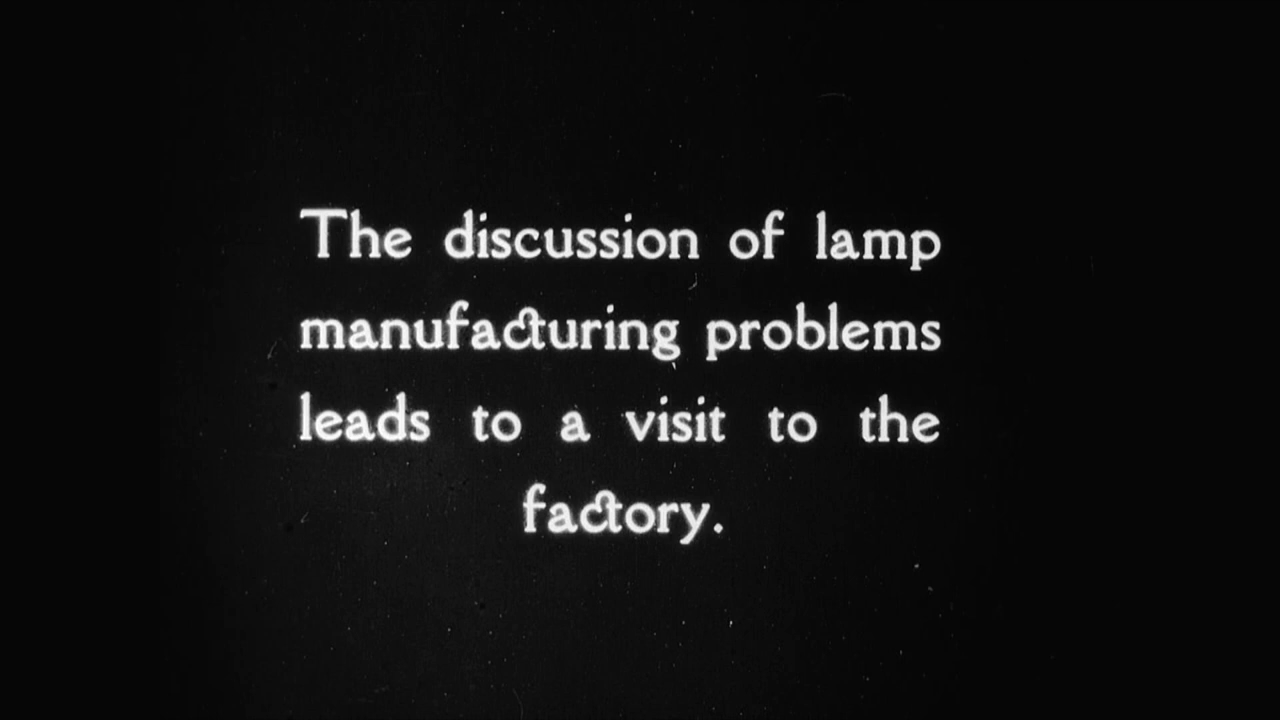 The discussion of lamp
manufacturing problems
leads to a visit to the
factory.